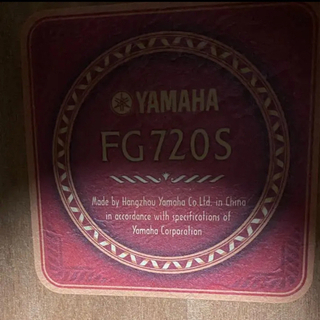 YAMAHA
FG720S
Made by Hangzhou Yamaha Co.Ltd. in China
in accordance with specifications of
Yamaha Corporation